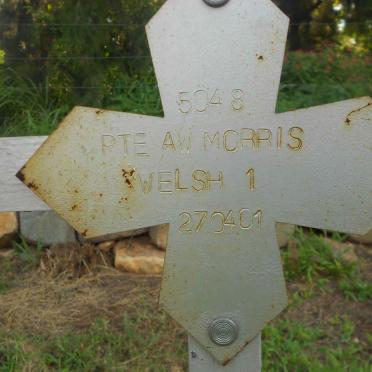 5048
PTE AW MORRIS
WELSH 1
270401